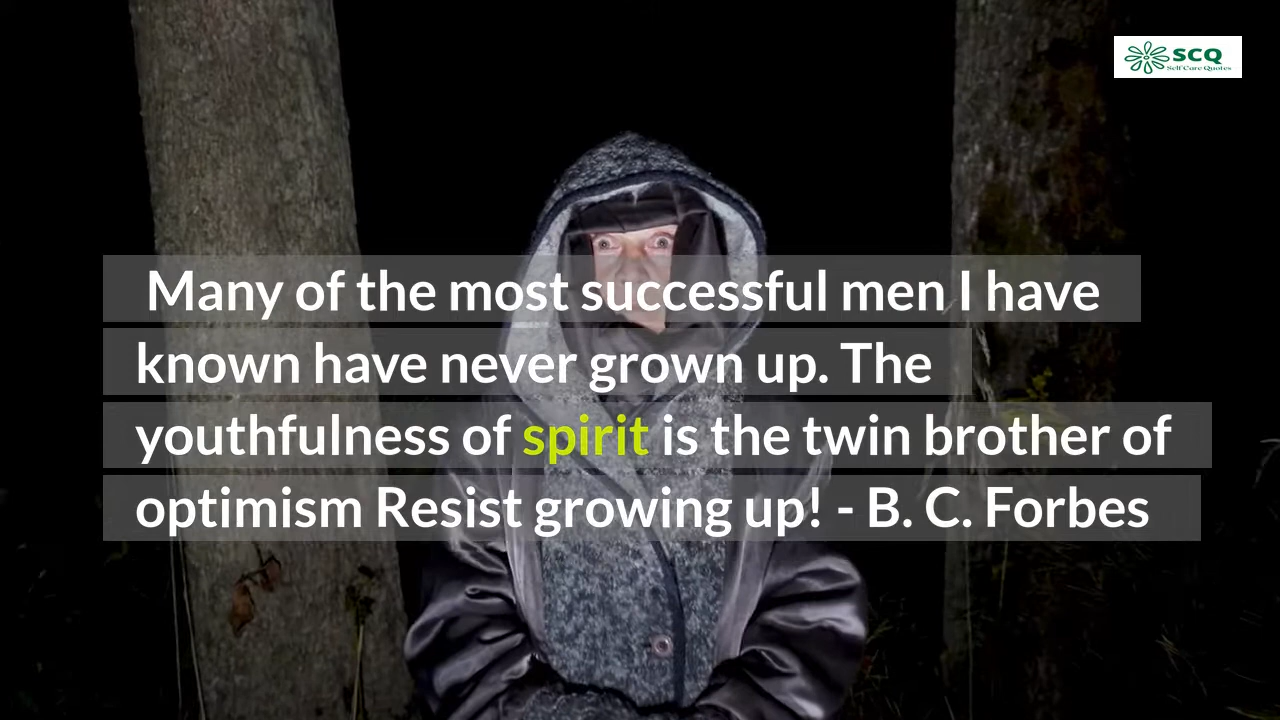 SCQ
Self Care Quotes
Many of the most successful men I have
known have never grown up. The
youthfulness of spirit is the twin brother of
optimism Resist growing up! - B. C. Forbes